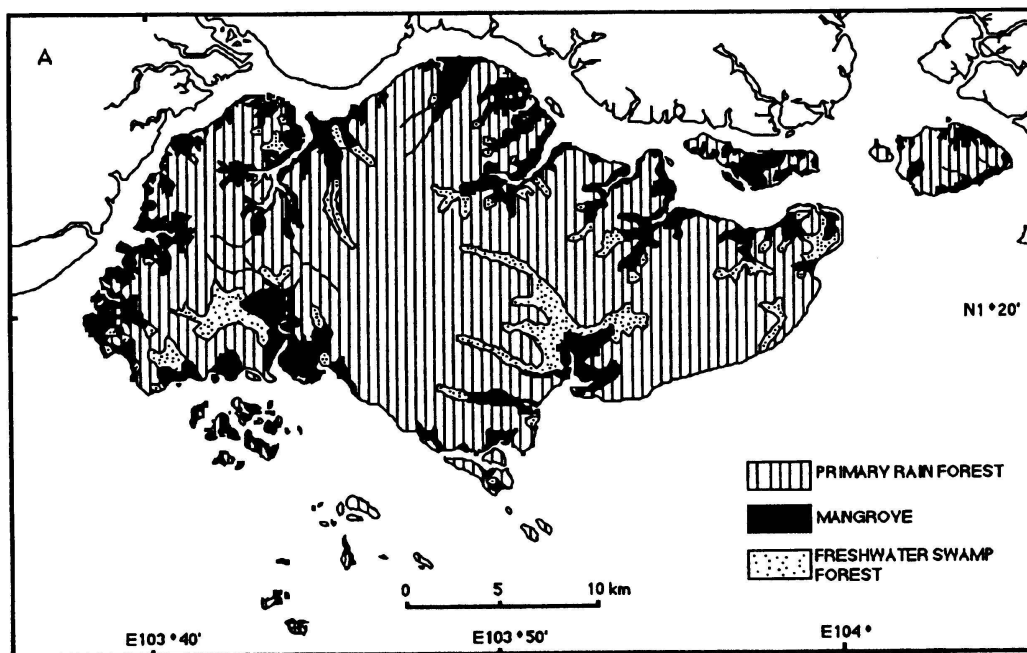 A
N1°20'
PRIMARY RAIN FOREST
MANGROVE
FRESHWATER SWAMP
FOREST
0 5 10 km
E103°40' E103°50' E104°